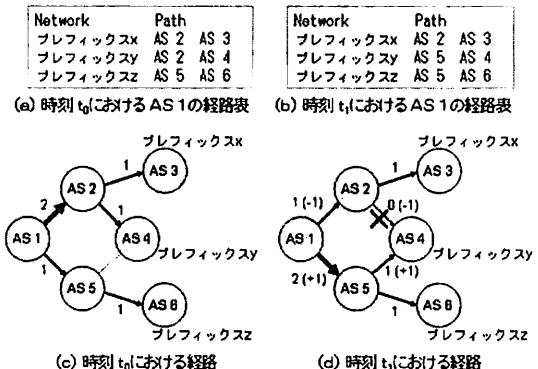 Network Path
プレフィックスx AS 2 AS 3
プレフィックスy AS 2 AS 4
プレフィックスz AS 5 AS 6
(a) 時刻 t0におけるAS1の経路表
Network Path
プレフィックスx AS 2 AS 3
プレフィックスy AS 5 AS 4
プレフィックスz AS 5 AS 6
(b) 時刻 t1におけるAS1の経路表
プレフィックスx
1
AS 3
AS 2
2
1
AS 1
AS 4
1
プレフィックスy
AS 5
1
AS 6
プレフィックスz
(c) 時刻 t0における経路
プレフィックスx
1
AS 3
AS 2
1 (-1)
0 (-1)
AS 1
AS 4
2 (+1)
1 (+1)
プレフィックスy
AS 5
1
AS 6
プレフィックスz
(d) 時刻 t1における経路